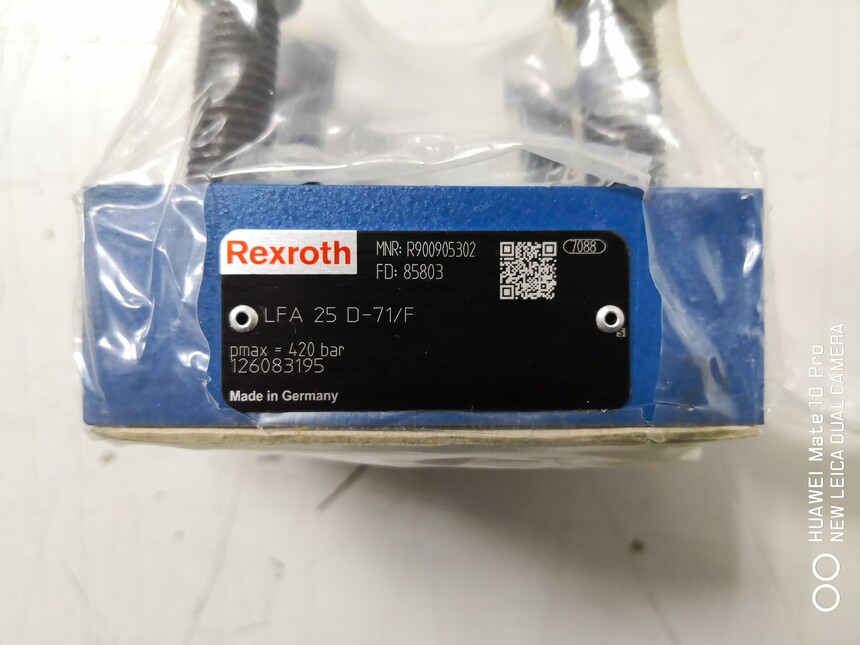 Rexroth
MNR: R900905302
FD: 85803
7088
LFA 25 D-71/F
pmax = 420 bar
126083195
Made in Germany
HUAWEI Mate 10 Pro
NEW LEICA DUAL CAMERA